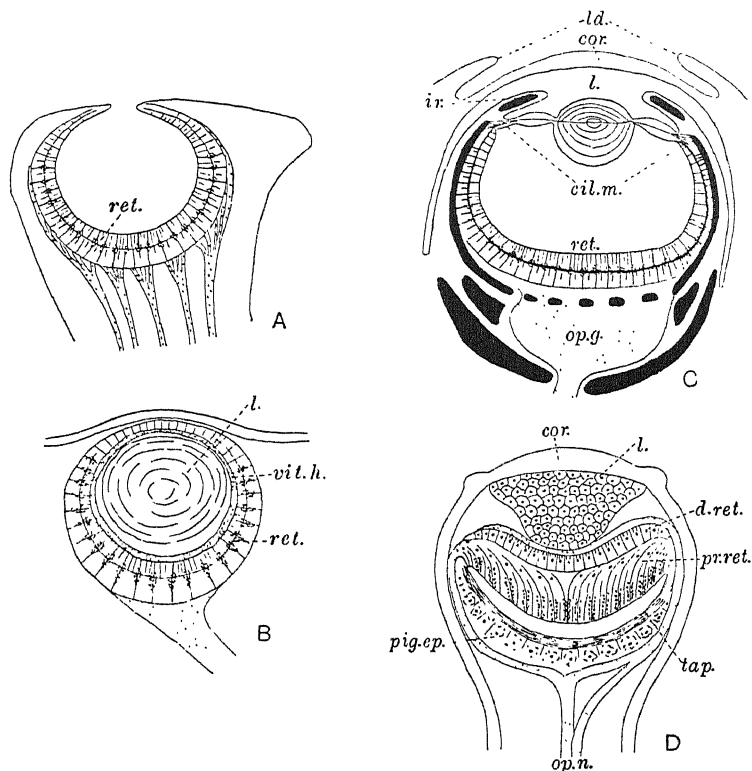 ret.
A
ld.
cor.
l.
ir.
cil.m.
ret.
op.g.
C
l.
vit.h.
ret.
B
cor.
l.
d.ret.
pr.ret.
pig.ep.
tap.
op.n.
D